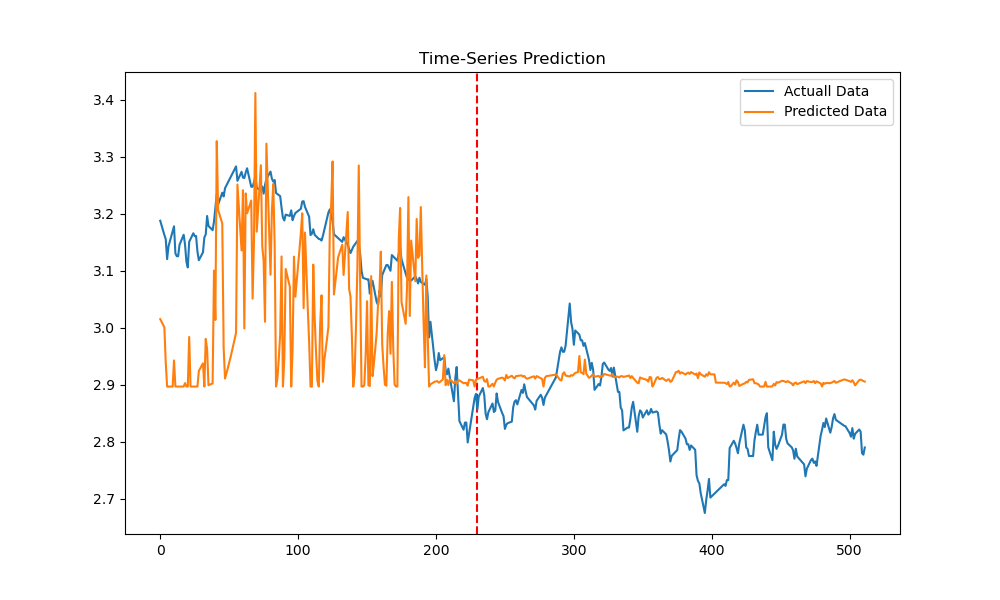 Time-Series Prediction
Actuall Data
Predicted Data
3.4
3.3
3.2
3.1
3.0
2.9
2.8
2.7
0 100 200 300 400 500